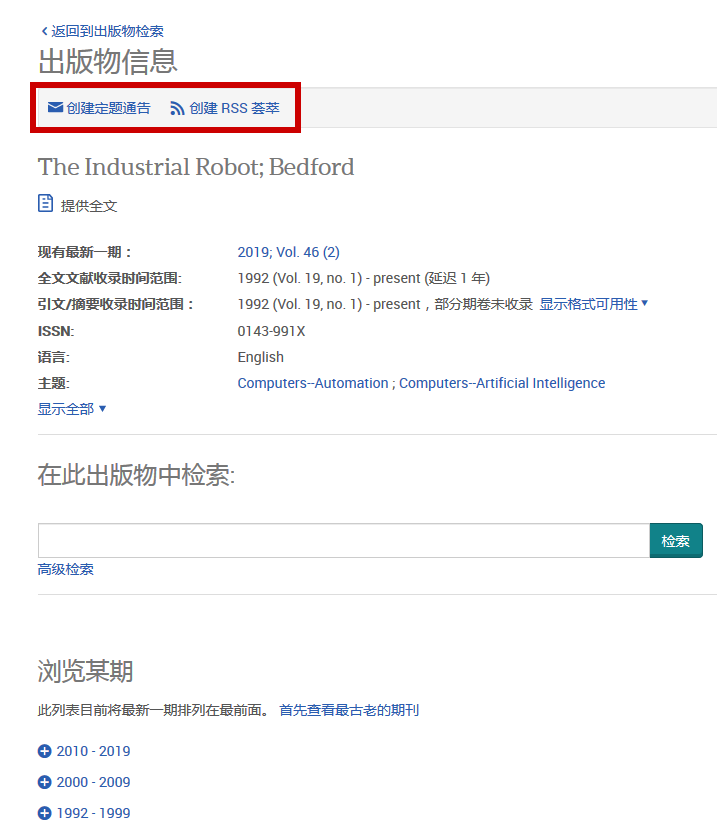 返回到出版物检索
出版物信息
创建定题通告 创建 RSS 荟萃
The Industrial Robot; Bedford
提供全文
现有最新一期： 2019; Vol. 46 (2)
全文文献收录时间范围: 1992 (Vol. 19, no. 1) - present (延迟 1 年)
引文/摘要收录时间范围： 1992 (Vol. 19, no. 1) - present，部分期卷未收录 显示格式可用性
ISSN: 0143-991X
语言: English
主题: Computers--Automation ; Computers--Artificial Intelligence
显示全部
在此出版物中检索:
检索
高级检索
浏览某期
此列表目前将最新一期排列在最前面。 首先查看最古老的期刊
2010 - 2019
2000 - 2009
1992 - 1999